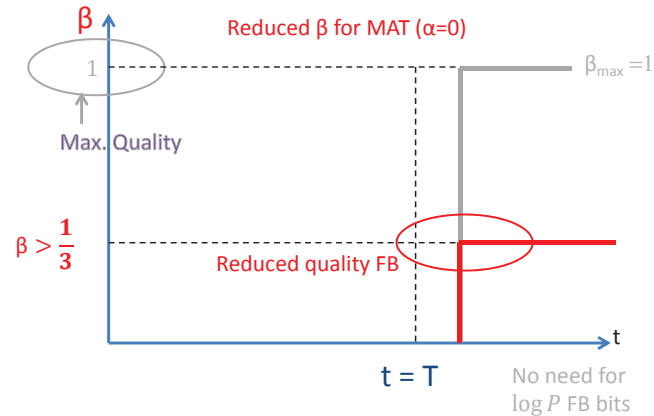 β
Reduced β for MAT (α=0)
1
βmax =1
Max. Quality
β > 1/3
Reduced quality FB
t
t = T
No need for
log P FB bits